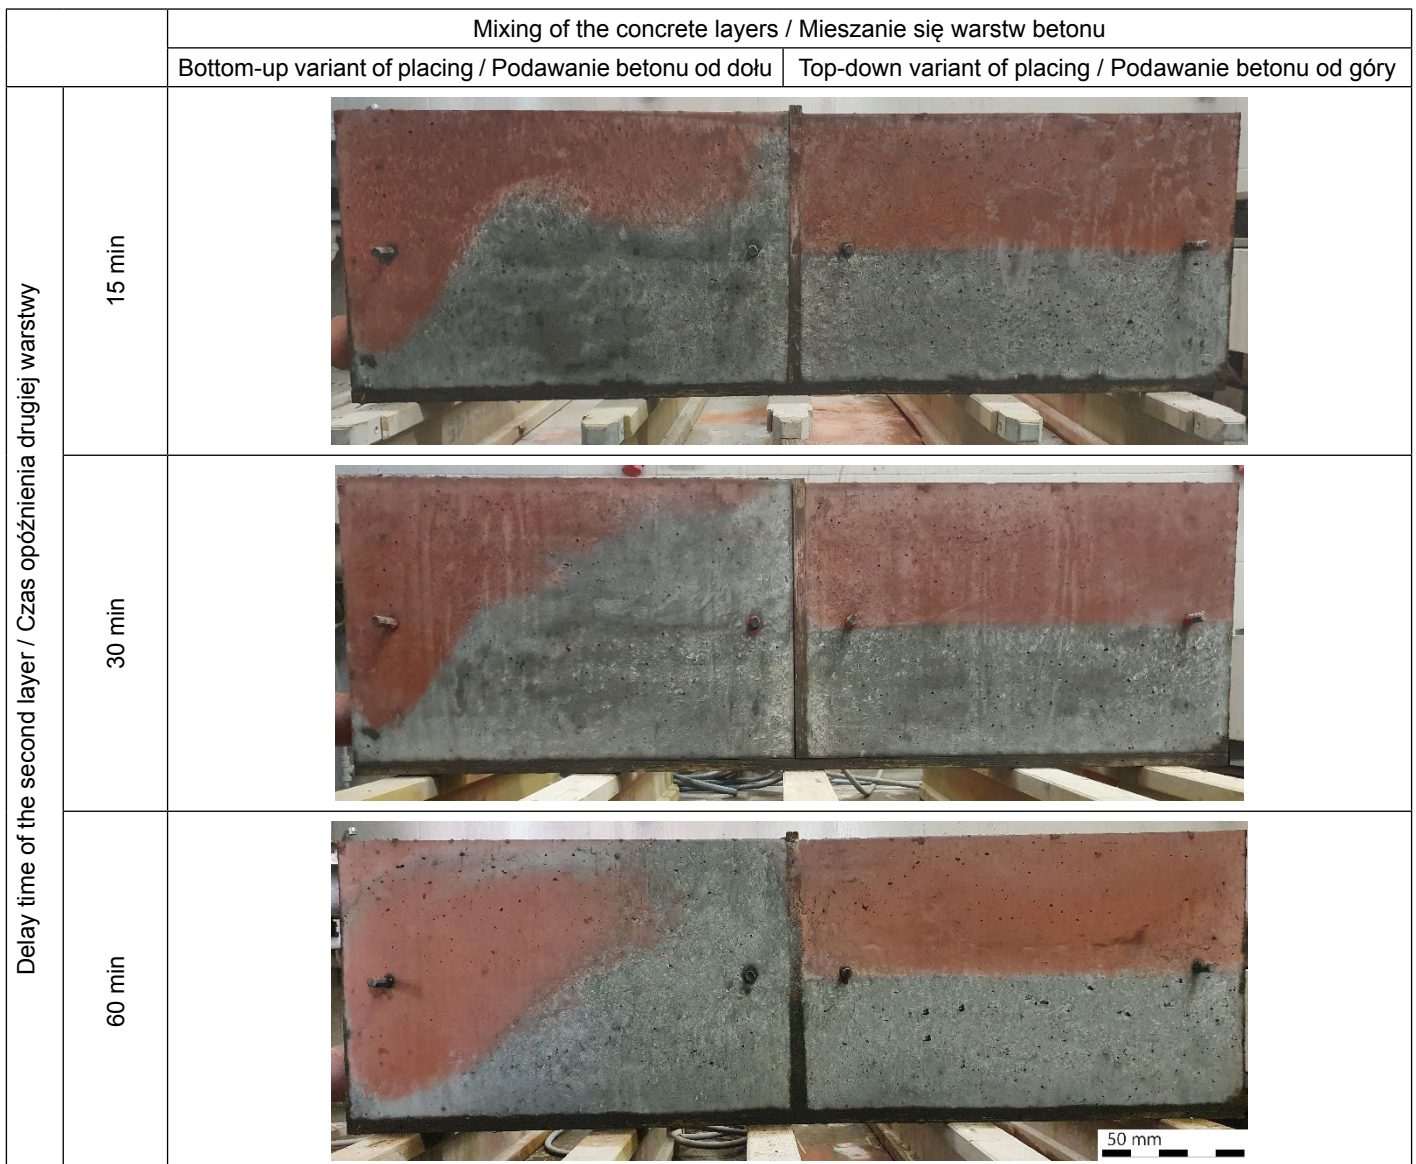 Mixing of the concrete layers / Mieszanie się warstw betonu
Bottom-up variant of placing / Podawanie betonu od dołu
Top-down variant of placing / Podawanie betonu od góry
Delay time of the second layer / Czas opóźnienia drugiej warstwy
15 min
30 min
60 min
50 mm